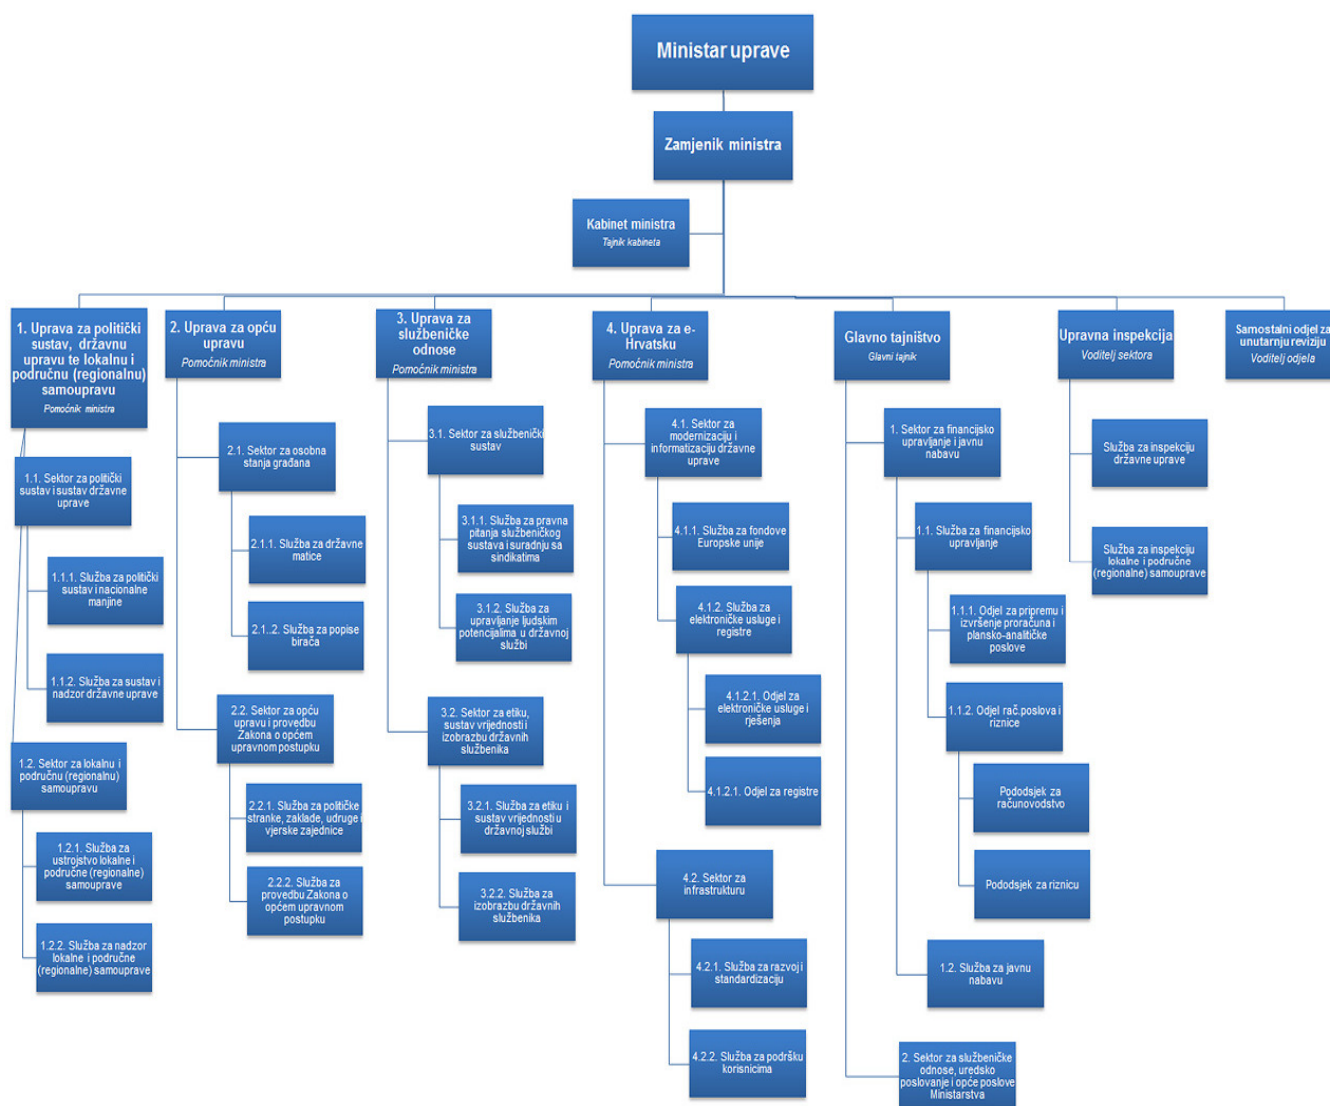 Ministar uprave
Zamjenik ministra
Kabinet ministra
Tajnik kabineta
1. Uprava za politički
sustav, državnu
upravu te lokalnu i
područnu (regionalnu)
samoupravu
Pomoćnik ministra
2. Uprava za opću
upravu
Pomoćnik ministra
3. Uprava za
službeničke
odnose
Pomoćnik ministra
4. Uprava za e-
Hrvatsku
Pomoćnik ministra
Glavno tajništvo
Glavni tajnik
Upravna inspekcija
Voditelj sektora
Samostalni odjel za
unutarnju reviziju
Voditelj odjela
1.1. Sektor za politički
sustav i sustav državne
uprave
1.1.1. Služba za politički
sustav i nacionalne
manjine
1.1.2. Služba za sustav i
nadzor državne uprave
1.2. Sektor za lokalnu i
područnu (regionalnu)
samoupravu
1.2.1. Služba za
ustrojstvo lokalne i
područne (regionalne)
samouprave
1.2.2. Služba za nadzor
lokalne i područne
(regionalne) samouprave
2.1. Sektor za osobna
stanja građana
2.1.1. Služba za državne
matice
2.1..2. Služba za popise
birača
2.2. Sektor za opću
upravu i provedbu
Zakona o općem
upravnom postupku
2.2.1. Služba za političke
stranke, zaklade, udruge i
vjerske zajednice
2.2.2. Služba za
provedbu Zakona o
općem upravnom
postupku
3.1. Sektor za službenički
sustav
3.1.1. Služba za pravna
pitanja službeničkog
sustava i suradnju sa
sindikatima
3.1.2. Služba za
upravljanje ljudskim
potencijalima u državnoj
službi
3.2. Sektor za etiku,
sustav vrijednosti i
izobrazbu državnih
službenika
3.2.1. Služba za etiku i
sustav vrijednosti u
državnoj službi
3.2.2. Služba za
izobrazbu državnih
službenika
4.1. Sektor za
modernizaciju i
informatizaciju državne
uprave
4.1.1. Služba za fondove
Europske unije
4.1.2. Služba za
elektroničke usluge i
registre
4.1.2.1. Odjel za
elektroničke usluge i
rješenja
4.1.2.1. Odjel za registre
4.2. Sektor za
infrastrukturu
4.2.1. Služba za razvoj i
standardizaciju
4.2.2. Služba za podršku
korisnicima
1. Sektor za financijsko
upravljanje i javnu
nabavu
1.1. Služba za financijsko
upravljanje
1.1.1. Odjel za pripremu i
izvršenje proračuna i
plansko-analitičke
poslove
1.1.2. Odjel rač.poslova i
riznice
Pododsjek za
računovodstvo
Pododsjek za riznicu
1.2. Služba za javnu
nabavu
2. Sektor za službeničke
odnose, uredsko
poslovanje i opće poslove
Ministarstva
Služba za inspekciju
državne uprave
Služba za inspekciju
lokalne i područne
(regionalne) samouprave